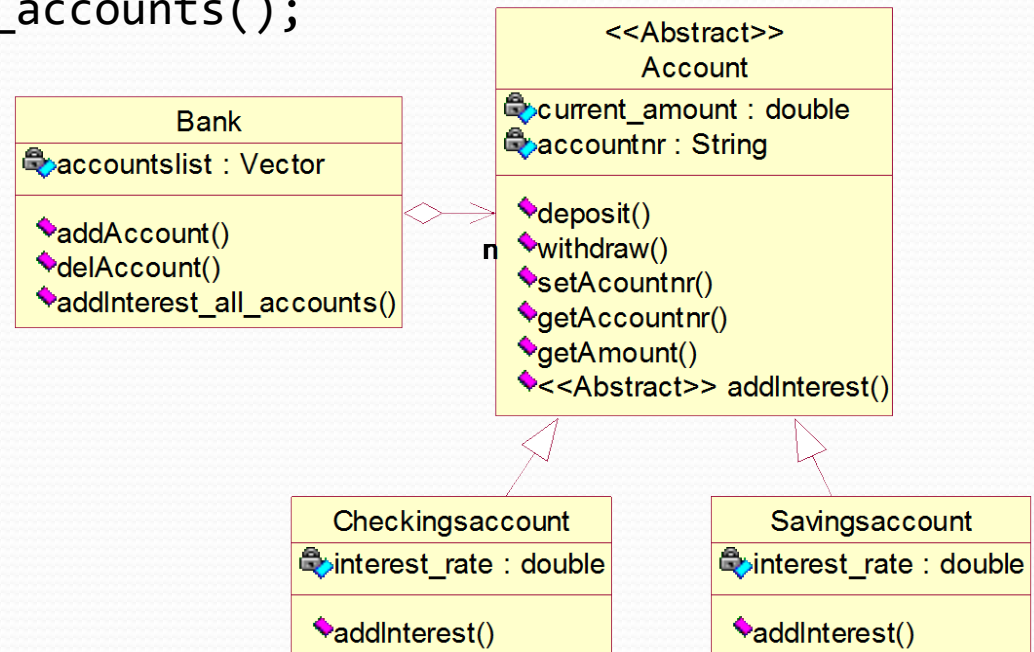 _accounts();
Bank
accountslist : Vector
addAccount()
delAccount()
addInterest_all_accounts()
n
<<Abstract>>
Account
current_amount : double
accountnr : String
deposit()
withdraw()
setAcountnr()
getAccountnr()
getAmount()
<<Abstract>> addInterest()
Checkingsaccount
interest_rate : double
addInterest()
Savingsaccount
interest_rate : double
addInterest()